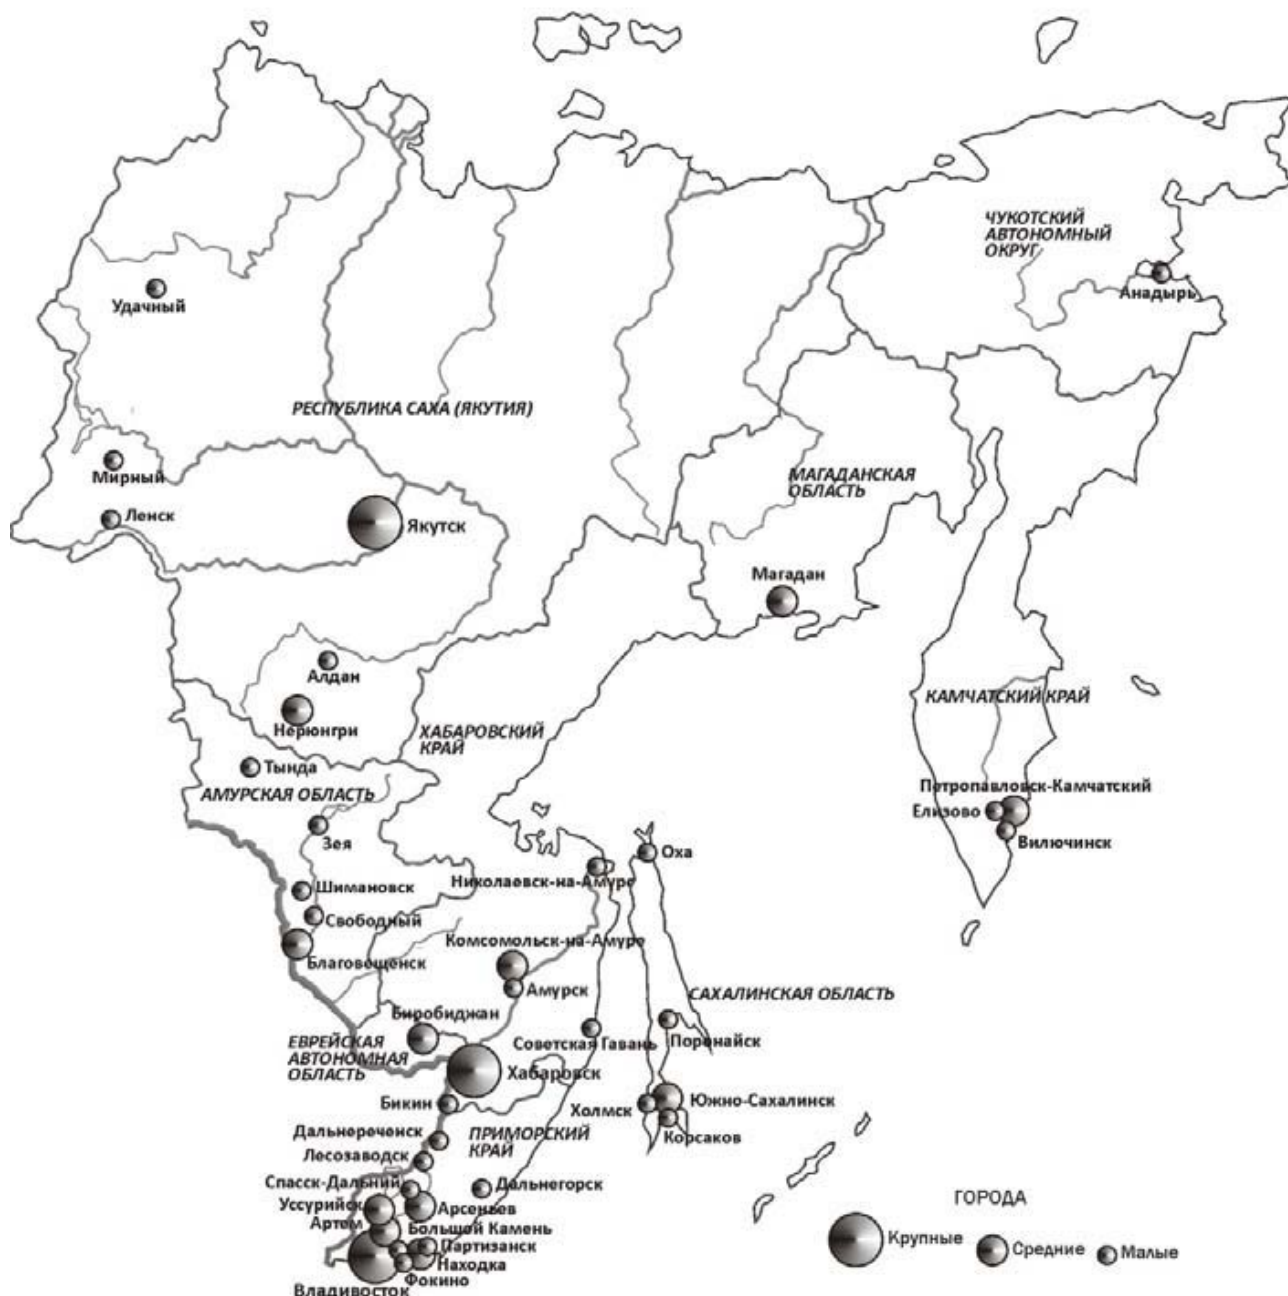 ЧУКОТСКИЙ
АВТОНОМНЫЙ
ОКРУГ
Анадырь
Удачный
РЕСПУБЛИКА САХА (ЯКУТИЯ)
Мирный
МАГАДАНСКАЯ
ОБЛАСТЬ
Ленск
Якутск
Магадан
Алдан
КАМЧАТСКИЙ КРАЙ
Нерюнгри
ХАБАРОВСКИЙ
КРАЙ
Тында
АМУРСКАЯ ОБЛАСТЬ
Петропавловск-Камчатский
Елизово
Вилючинск
Зея
Оха
Николаевск-на-Амуре
Шимановск
Свободный
Комсомольск-на-Амуре
Благовещенск
Амурск
САХАЛИНСКАЯ ОБЛАСТЬ
Биробиджан
ЕВРЕЙСКАЯ
АВТОНОМНАЯ
ОБЛАСТЬ
Советская Гавань
Поронайск
Хабаровск
Бикин
Холмск
Южно-Сахалинск
Корсаков
Дальнереченск
ПРИМОРСКИЙ
КРАЙ
Лесозаводск
Спасск-Дальний
Дальнегорск
Уссурийск
Арсеньев
Артем
Большой Камень
Партизанск
Находка
Фокино
Владивосток
ГОРОДА
Крупные
Средние
Малые